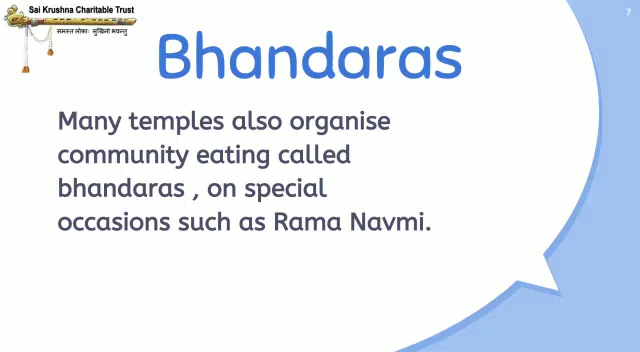 Sai Krushna Charitable Trust
समस्त लोकाः सुखिनो भवन्तु
7
Bhandaras
Many temples also organise
community eating called
bhandaras , on special
occasions such as Rama Navmi.